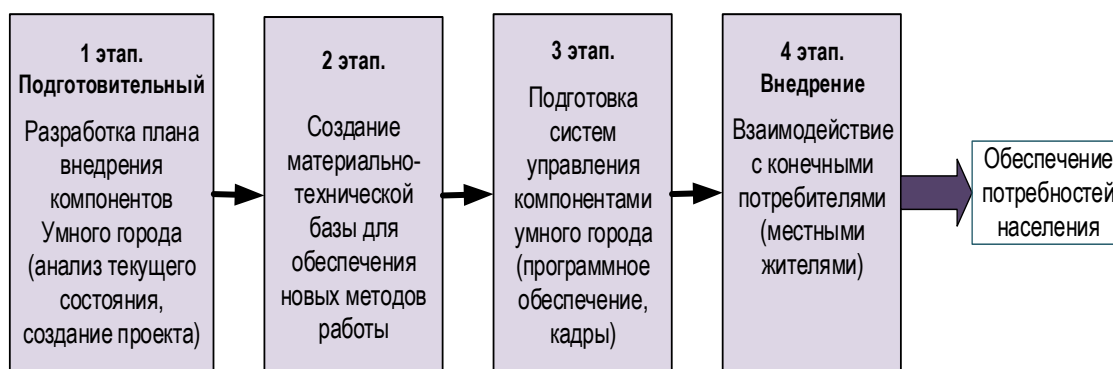 1 этап.
Подготовительный
Разработка плана
внедрения
компонентов
Умного города
(анализ текущего
состояния,
создание проекта)
2 этап.
Создание
материально-
технической
базы для
обеспечения
новых методов
работы
3 этап.
Подготовка
систем
управления
компонентами
умного города
(программное
обеспечение,
кадры)
4 этап.
Внедрение
Взаимодействие
с конечными
потребителями
(местными
жителями)
Обеспечение
потребностей
населения